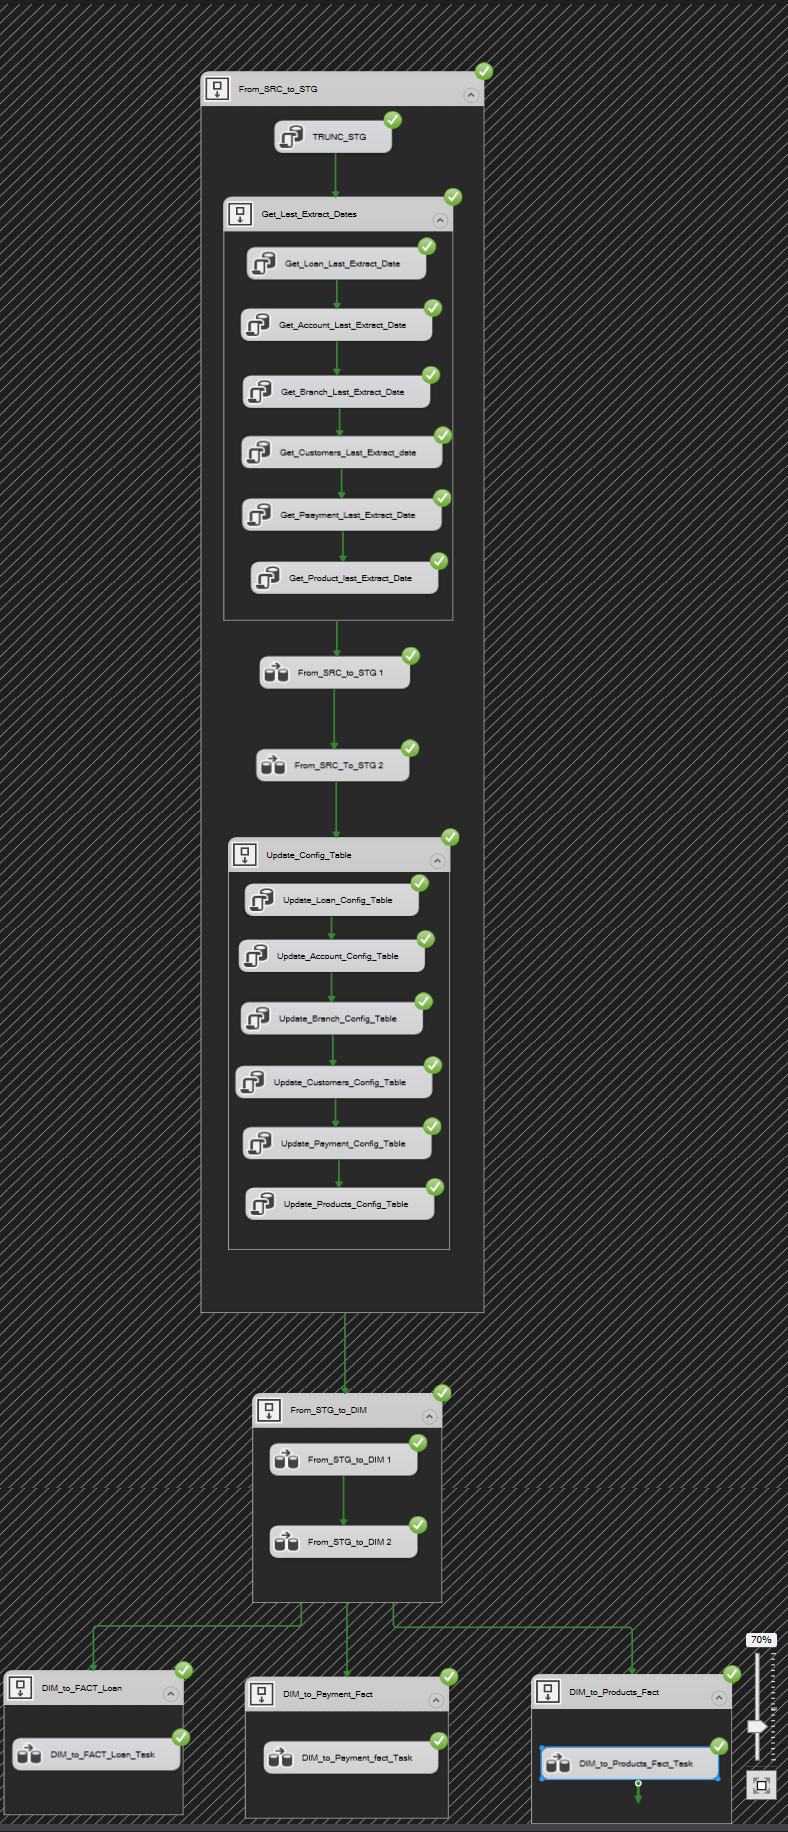 From_SRC_to_STG
TRUNC_STG
Get_Last_Extract_Dates
Get_Loan_Last_Extract_Date
Get_Account_Last_Extract_Date
Get_Branch_Last_Extract_Date
Get_Customers_Last_Extract_date
Get_Paayment_Last_Extract_Date
Get_Product_last_Extract_Date
From_SRC_to_STG 1
From_SRC_To_STG 2
Update_Config_Table
Update_Loan_Config_Table
Update_Account_Config_Table
Update_Branch_Config_Table
Update_Customers_Config_Table
Update_Payment_Config_Table
Update_Products_Config_Table
From_STG_to_DIM
From_STG_to_DIM 1
From_STG_to_DIM 2
70%
DIM_to_FACT_Loan
DIM_to_Payment_Fact
DIM_to_Products_Fact
DIM_to_FACT_Loan_Task
DIM_to_Payment_fact_Task
DIM_to_Products_Fact_Task